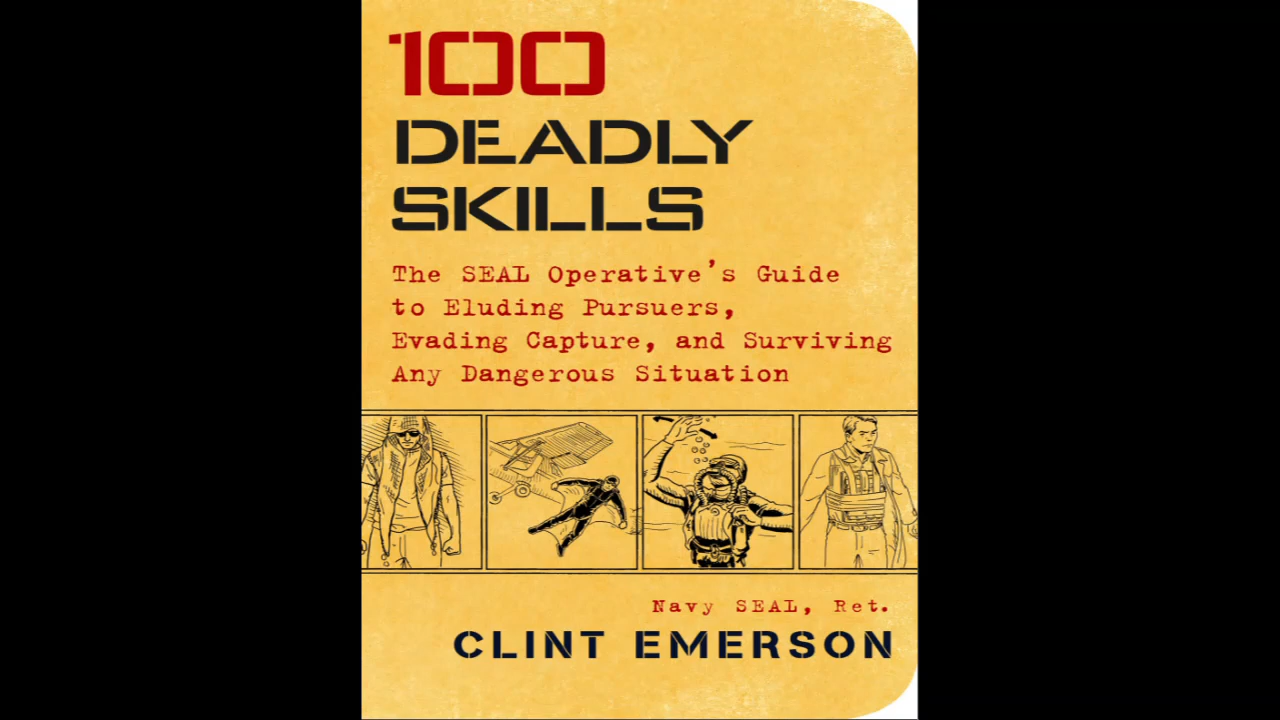 100
DEADLY
SKILLS
The SEAL Operative's Guide
to Eluding Pursuers,
Evading Capture, and Surviving
Any Dangerous Situation
Navy SEAL, Ret.
CLINT EMERSON